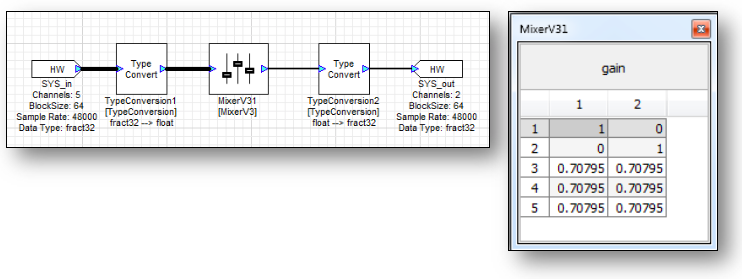 HW
SYS_in
Channels: 5
BlockSize: 64
Sample Rate: 48000
Data Type: fract32
Type
Convert
TypeConversion1
[TypeConversion]
fract32 --> float
MixerV31
[MixerV3]
Type
Convert
TypeConversion2
[TypeConversion]
float --> fract32
HW
SYS_out
Channels: 2
BlockSize: 64
Sample Rate: 48000
Data Type: fract32
MixerV31
gain
1 2
1 1 0
2 0 1
3 0.70795 0.70795
4 0.70795 0.70795
5 0.70795 0.70795